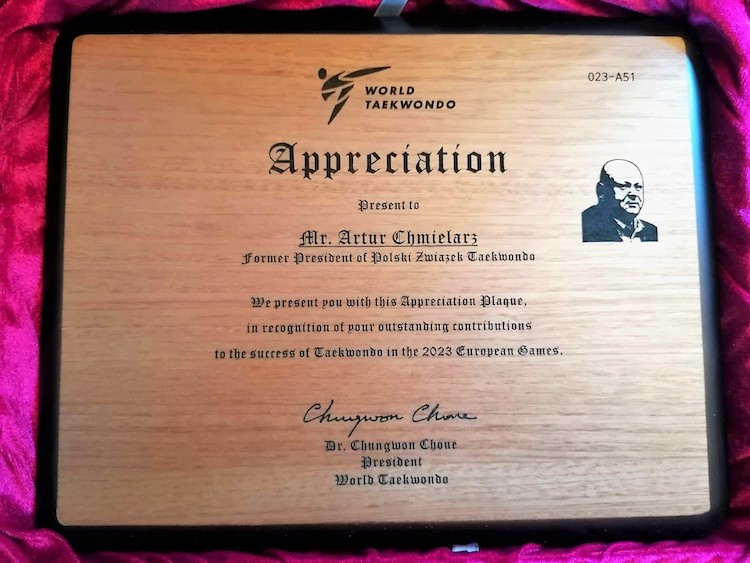 WORLD
TAEKWONDO
023-A51
Appreciation
Present to
Mr. Artur Chmielarz
Former President of Polski Związek Taekwondo
We present you with this Appreciation Plaque,
in recognition of your outstanding contributions
to the success of Taekwondo in the 2023 European Games.
Chungwon Choue
Dr. Chungwon Choue
President
World Taekwondo